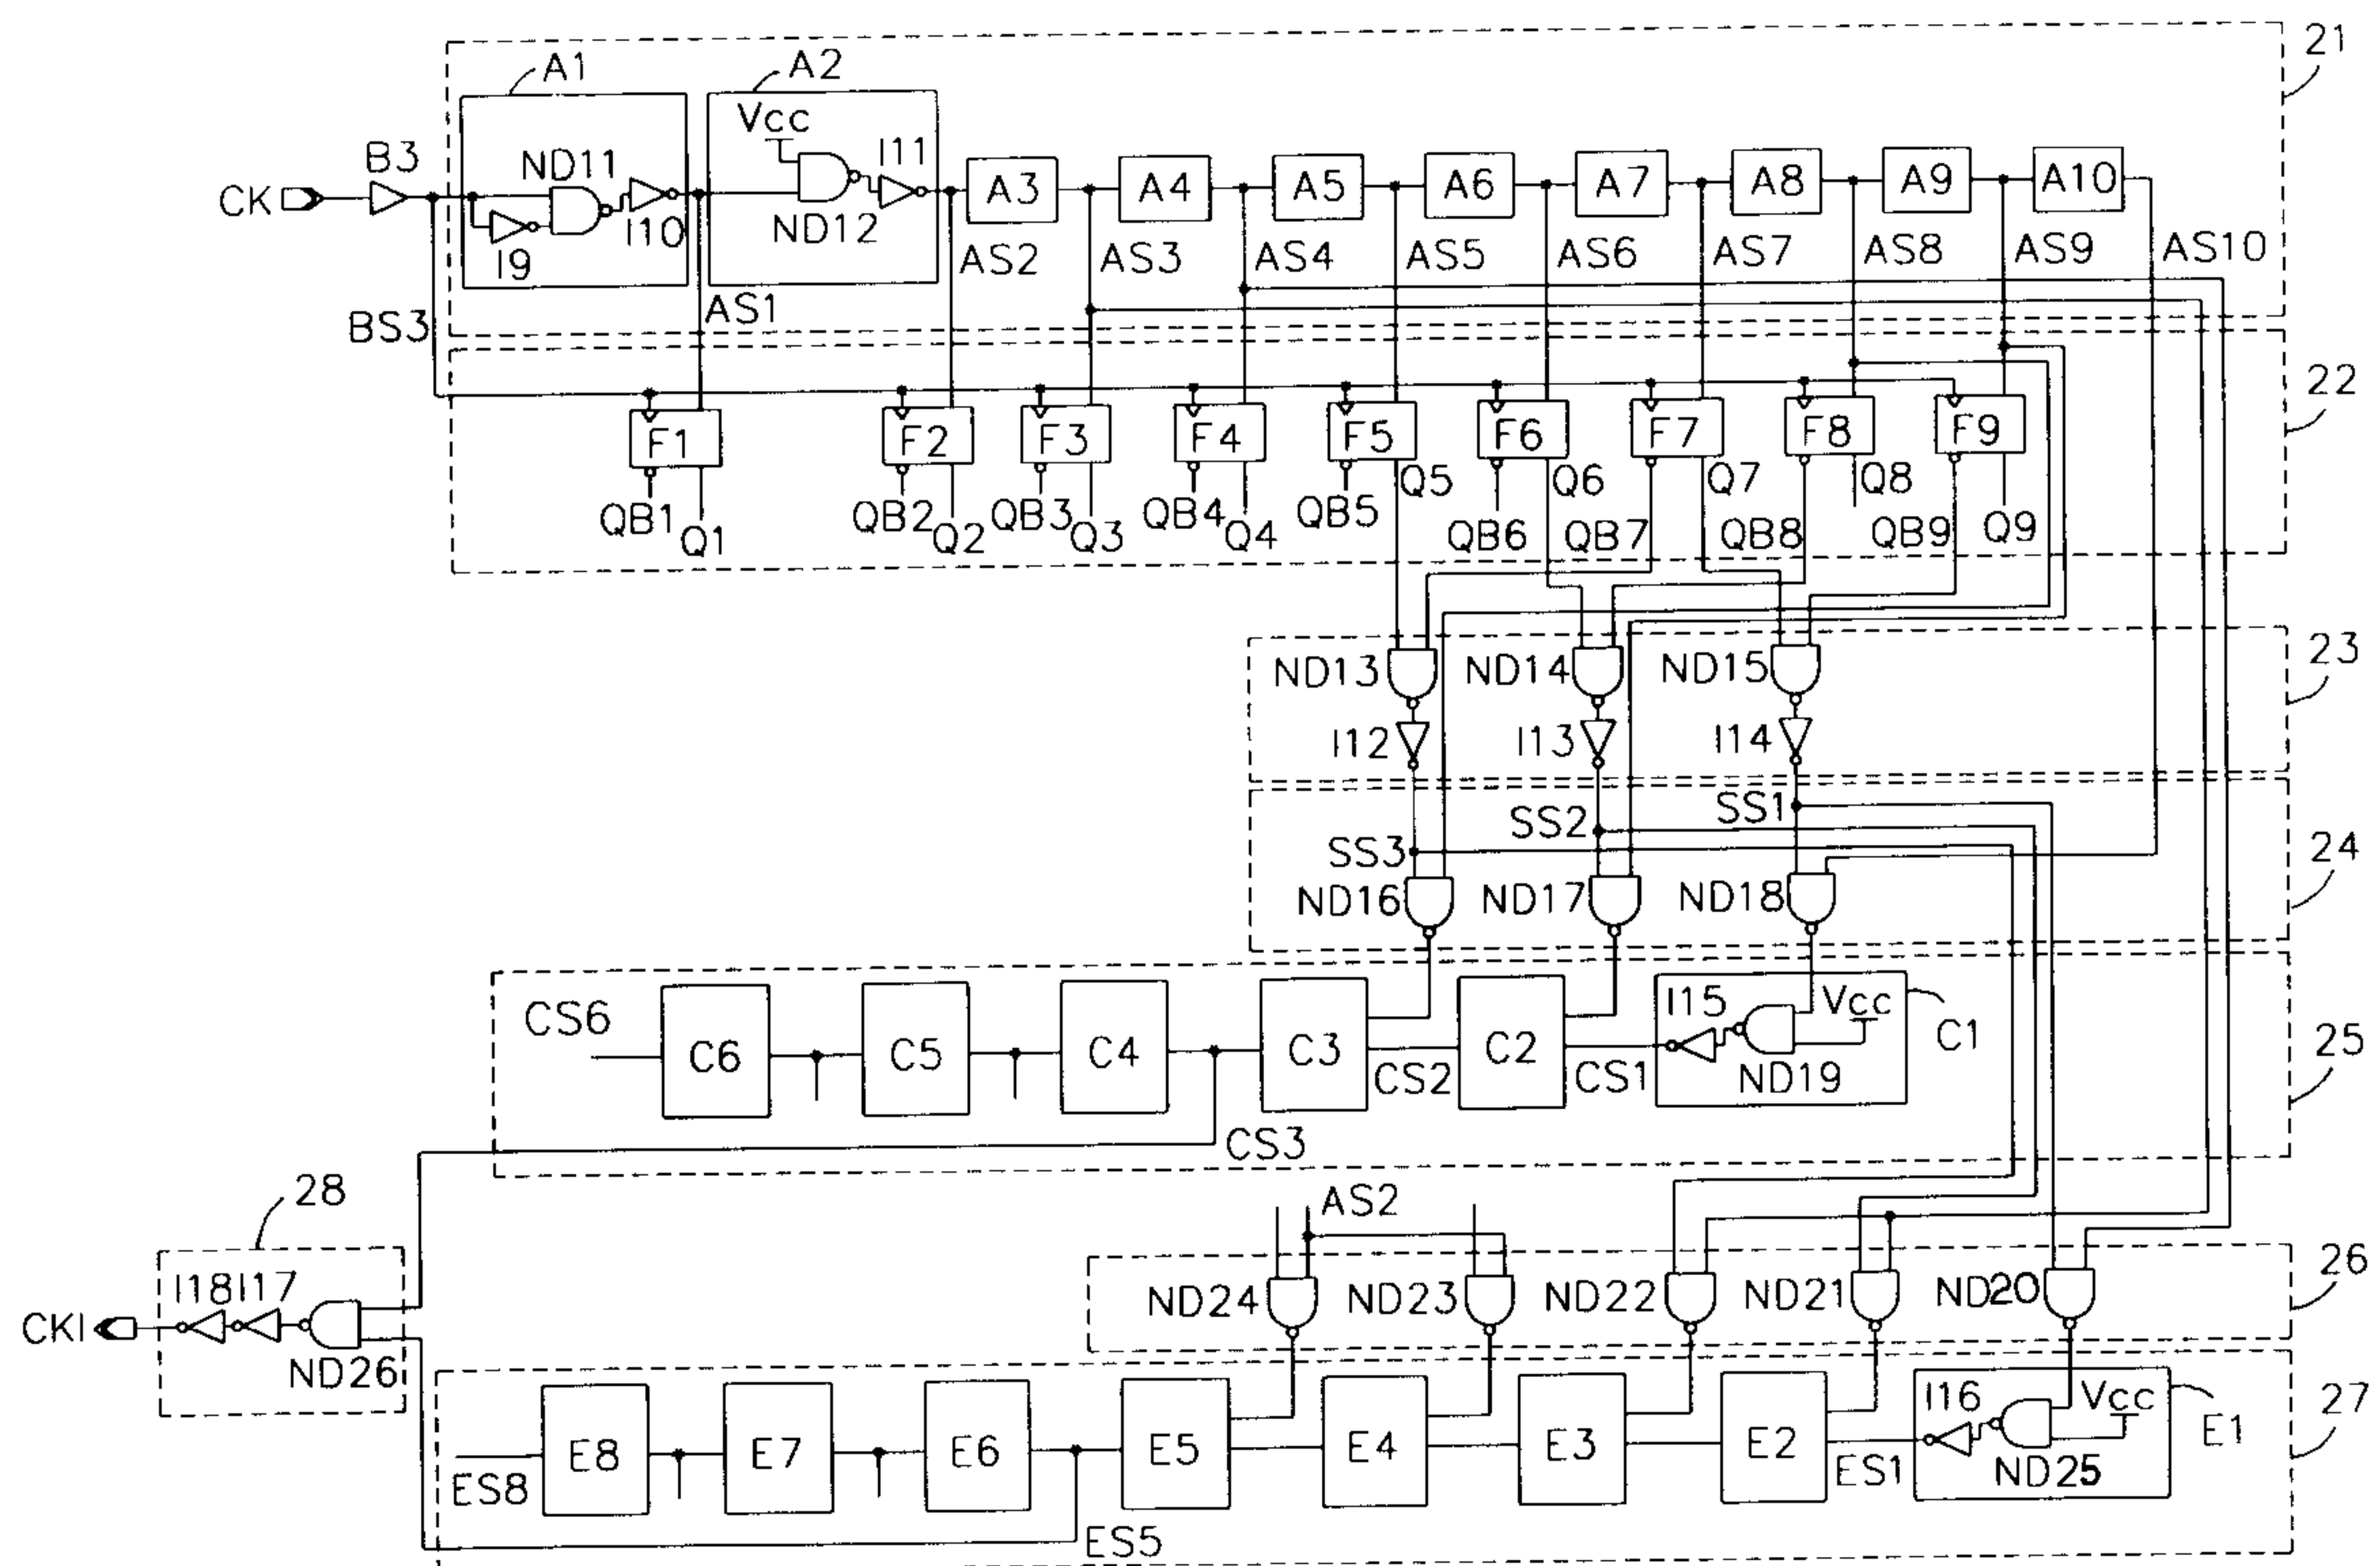 21
A1
A2
Vcc
B3
ND11
I11
CK
A3
A4
A5
A6
A7
A8
A9
A10
I10
ND12
I9
AS2
AS3
AS4
AS5
AS6
AS7
AS8
AS9
AS10
BS3
AS1
22
F1
F2
F3
F4
F5
F6
F7
F8
F9
Q5
Q6
Q7
Q8
QB1
Q1
QB2
Q2
QB3
Q3
QB4
Q4
QB5
QB6
QB7
QB8
QB9
Q9
23
ND13
ND14
ND15
I12
I13
I14
SS3
SS2
SS1
24
ND16
ND17
ND18
CS6
C6
C5
C4
C3
C2
I15
Vcc
C1
25
CS2
CS1
ND19
CS3
28
AS2
26
I18
I17
ND24
ND23
ND22
ND21
ND20
CKI
ND26
27
E8
E7
E6
E5
E4
E3
E2
I16
Vcc
E1
ES8
ES1
ND25
ES5